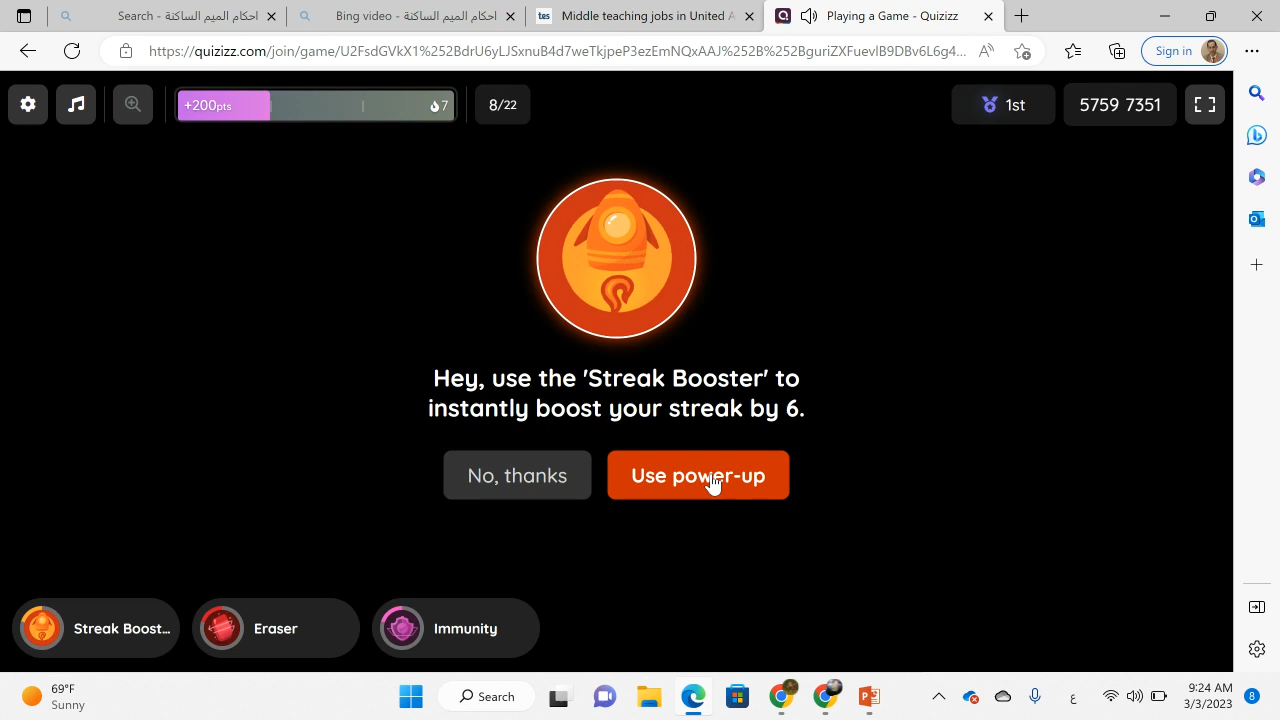 Search - احكام الميم الساكنة
Bing video - احكام الميم الساكنة
tes Middle teaching jobs in United A
Playing a Game - Quizizz
https://quizizz.com/join/game/U2FsdGVkX1%252BdrU6yLJSxnuB4d7weTkjpeP3ezEmNQxAAJ%252B%252BguriZXFuevlB9DBv6L6g4...
Sign in
+200pts
7
8/22
1st
5759 7351
Hey, use the 'Streak Booster' to
instantly boost your streak by 6.
No, thanks
Use power-up
Streak Boost...
Eraser
Immunity
69°F
Sunny
Search
ع
9:24 AM
3/3/2023
8